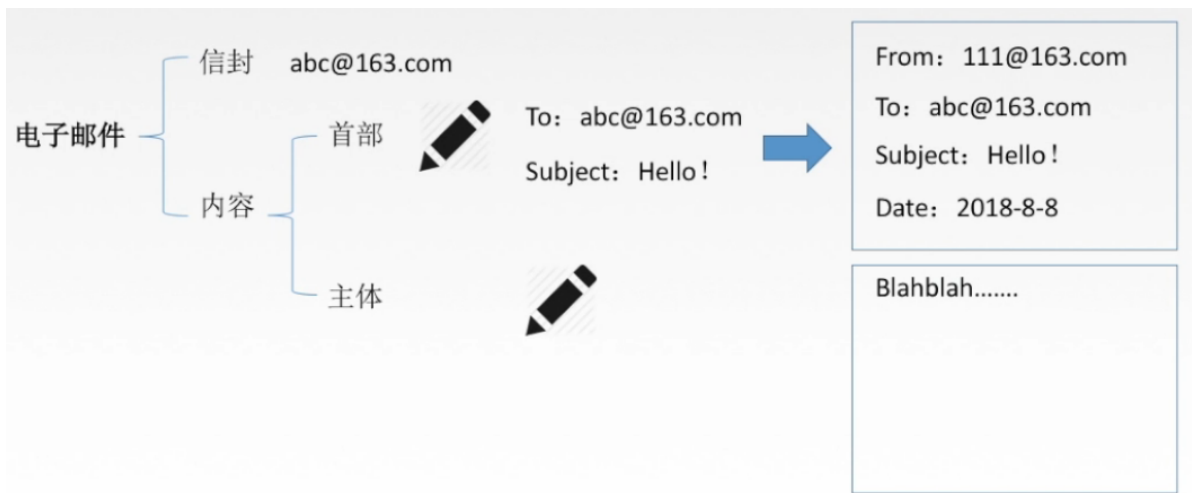 信封 abc@163.com
电子邮件
首部
To：abc@163.com
Subject：Hello！
内容
主体
From：111@163.com
To：abc@163.com
Subject：Hello！
Date：2018-8-8
Blahblah.......